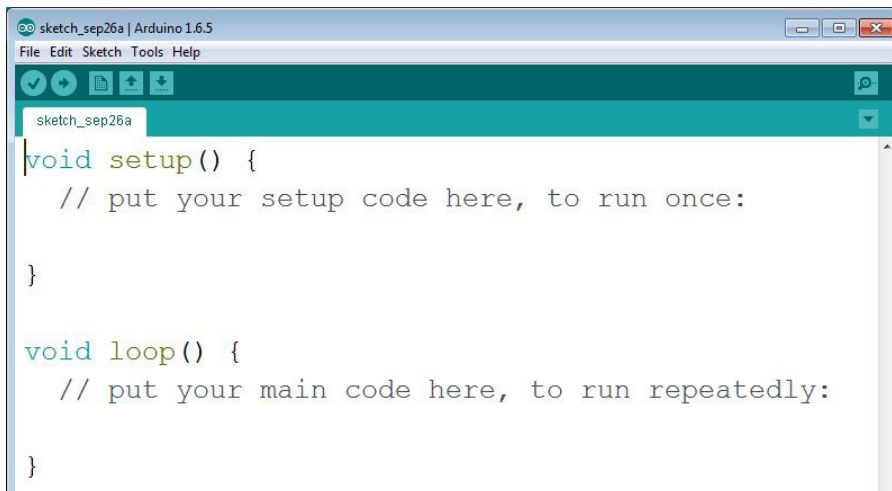 sketch_sep26a | Arduino 1.6.5
File Edit Sketch Tools Help
sketch_sep26a
void setup() {
  // put your setup code here, to run once:
}
void loop() {
  // put your main code here, to run repeatedly:
}